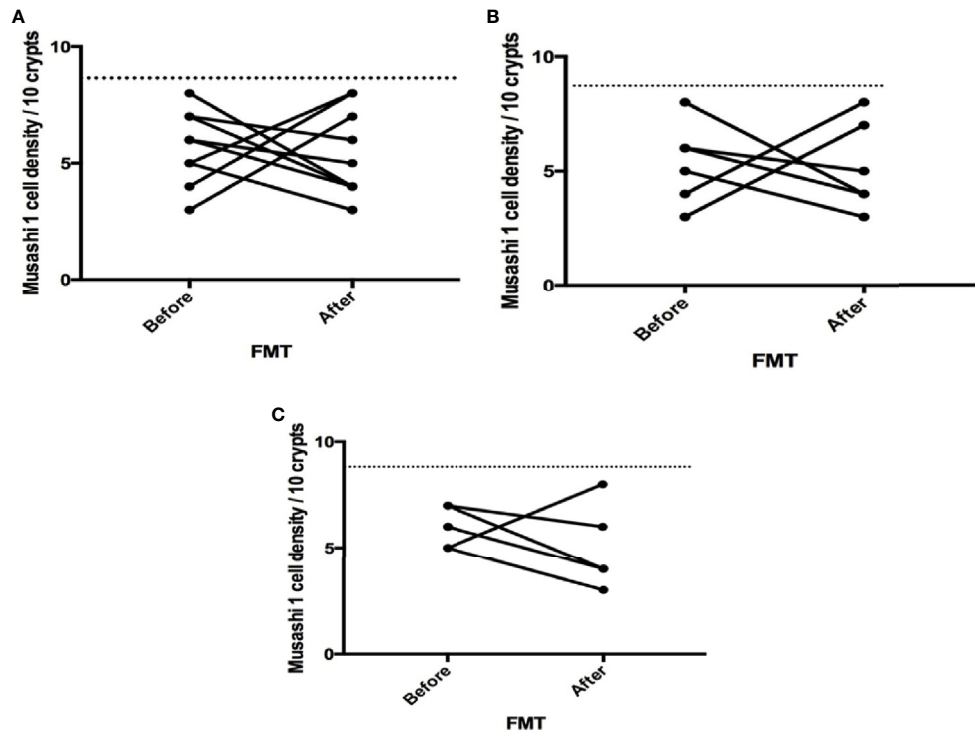 A
Musashi 1 cell density / 10 crypts
10
5
0
Before
After
FMT
B
Musashi 1 cell density / 10 crypts
10
5
0
Before
After
FMT
C
Musashi 1 cell density / 10 crypts
10
5
0
Before
After
FMT